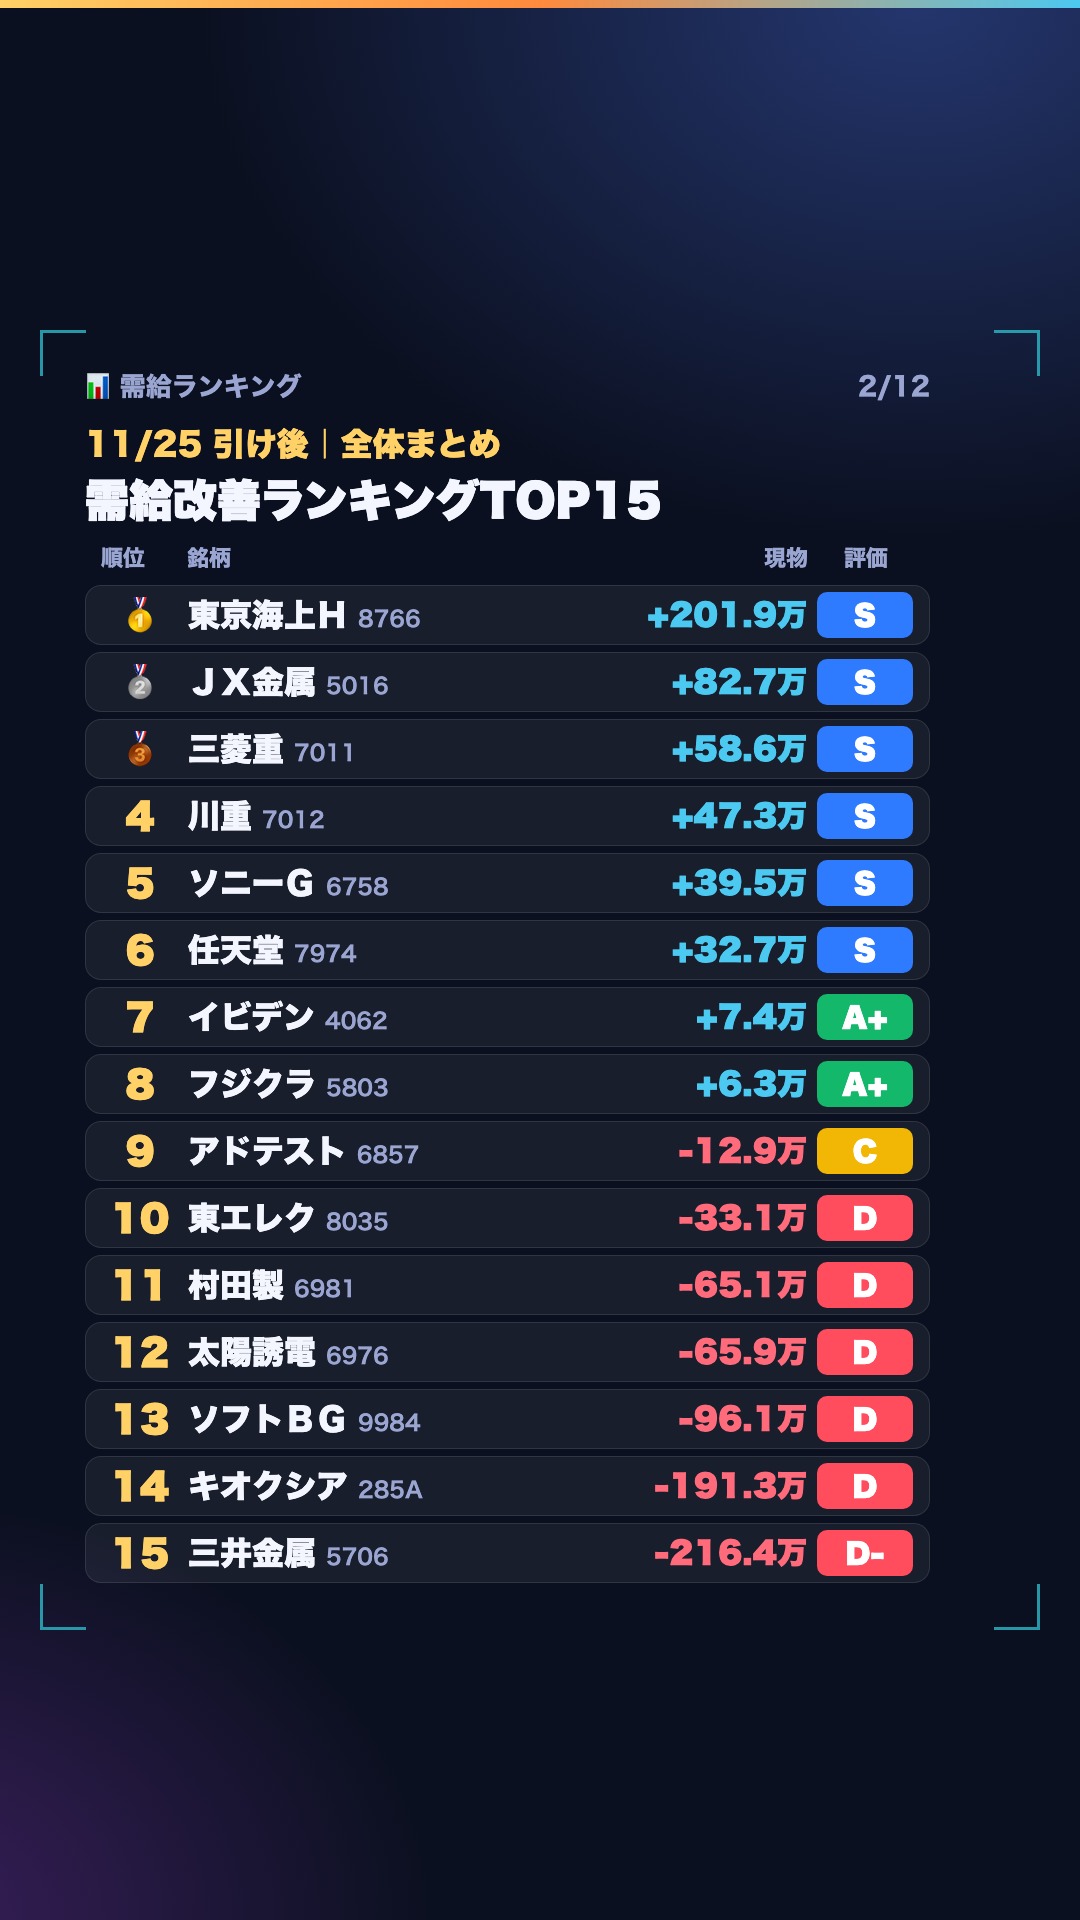 📊 需給ランキング 2/12
11/25 引け後｜全体まとめ
需給改善ランキングTOP15
順位 銘柄 現物 評価
🥇 東京海上H 8766 +201.9万 S
🥈 ＪＸ金属 5016 +82.7万 S
🥉 三菱重 7011 +58.6万 S
4 川重 7012 +47.3万 S
5 ソニーG 6758 +39.5万 S
6 任天堂 7974 +32.7万 S
7 イビデン 4062 +7.4万 A+
8 フジクラ 5803 +6.3万 A+
9 アドテスト 6857 -12.9万 C
10 東エレク 8035 -33.1万 D
11 村田製 6981 -65.1万 D
12 太陽誘電 6976 -65.9万 D
13 ソフトＢＧ 9984 -96.1万 D
14 キオクシア 285A -191.3万 D
15 三井金属 5706 -216.4万 D-